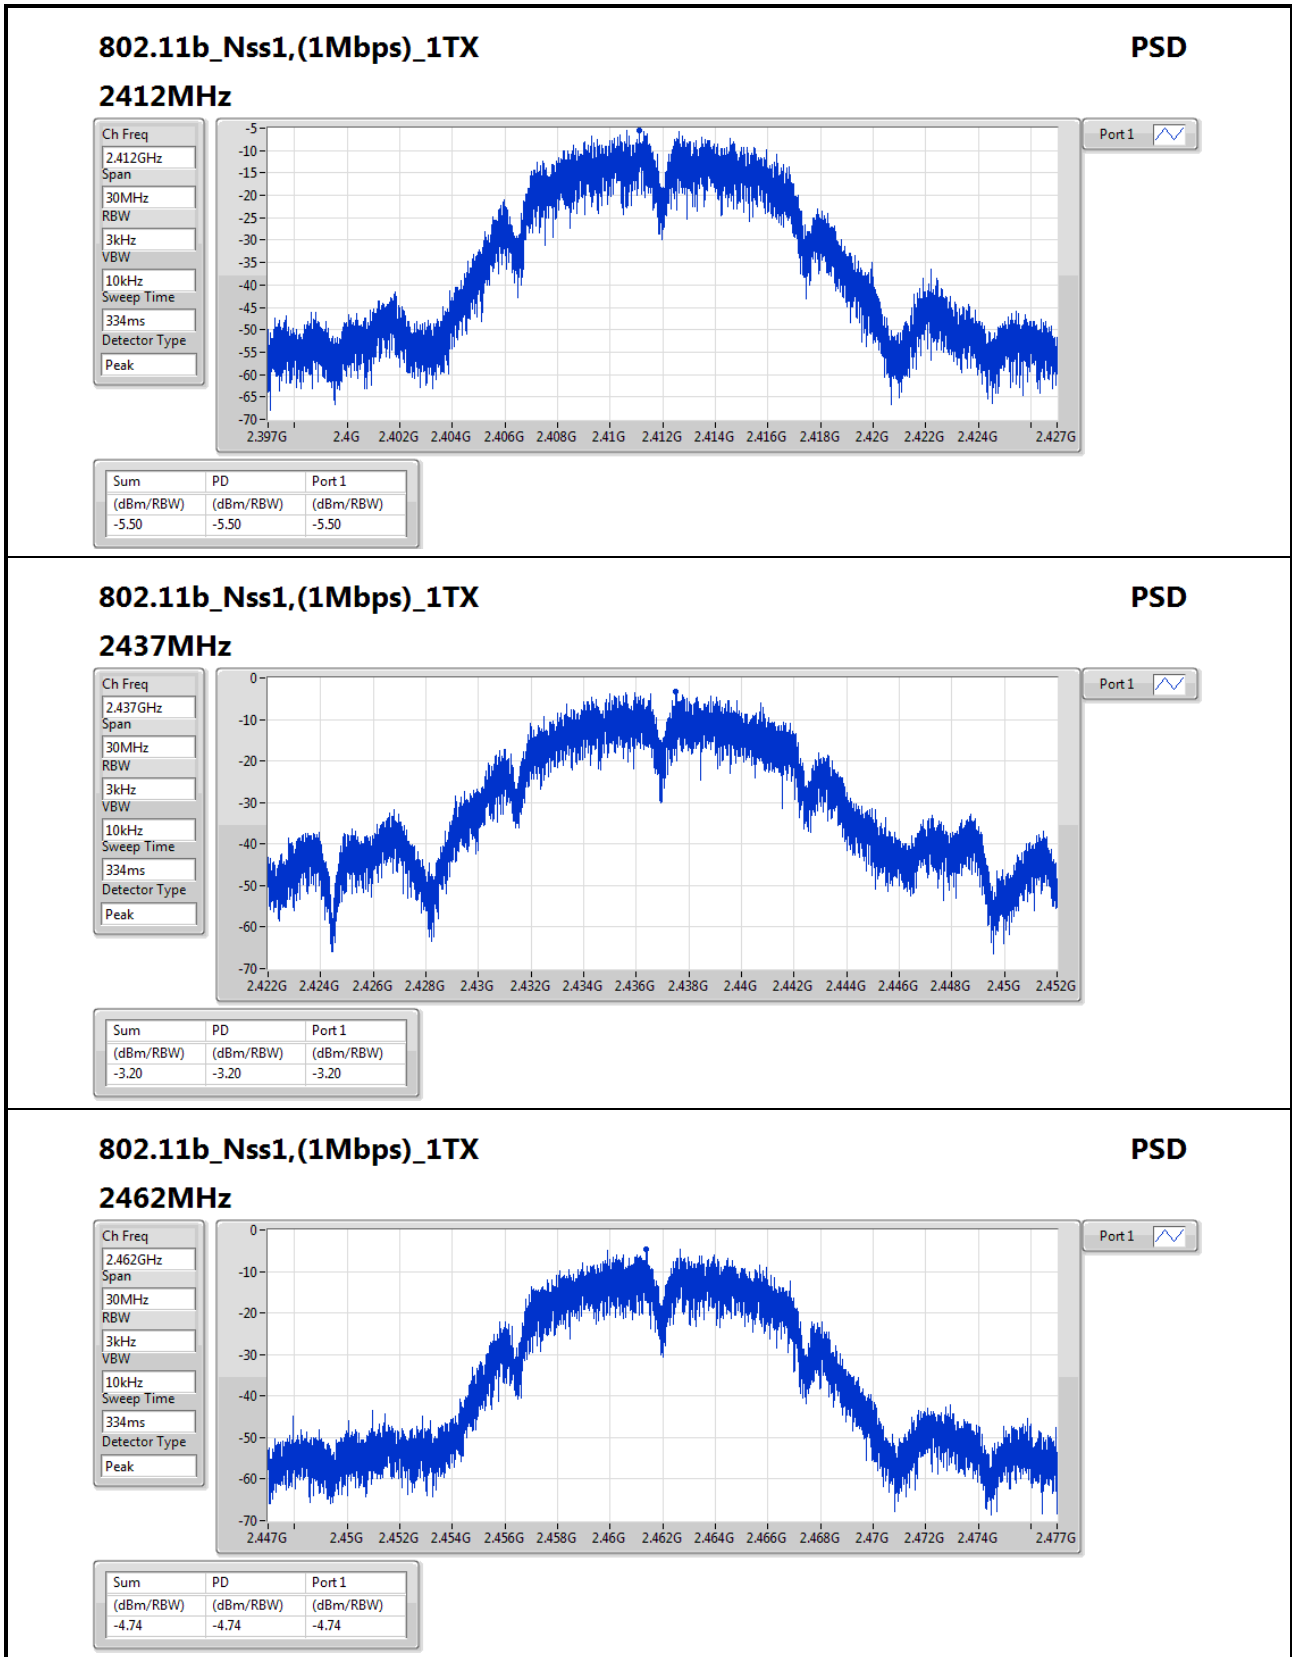 802.11b_Nss1,(1Mbps)_1TX PSD
2412MHz
Ch Freq
2.412GHz
Span
30MHz
RBW
3kHz
VBW
10kHz
Sweep Time
334ms
Detector Type
Peak
-5
-10
-15
-20
-25
-30
-35
-40
-45
-50
-55
-60
-65
-70
2.397G 2.4G 2.402G 2.404G 2.406G 2.408G 2.41G 2.412G 2.414G 2.416G 2.418G 2.42G 2.422G 2.424G 2.427G
Port 1
Sum PD Port 1
(dBm/RBW) (dBm/RBW) (dBm/RBW)
-5.50 -5.50 -5.50
802.11b_Nss1,(1Mbps)_1TX PSD
2437MHz
Ch Freq
2.437GHz
Span
30MHz
RBW
3kHz
VBW
10kHz
Sweep Time
334ms
Detector Type
Peak
0
-10
-20
-30
-40
-50
-60
-70
2.422G 2.424G 2.426G 2.428G 2.43G 2.432G 2.434G 2.436G 2.438G 2.44G 2.442G 2.444G 2.446G 2.448G 2.45G 2.452G
Port 1
Sum PD Port 1
(dBm/RBW) (dBm/RBW) (dBm/RBW)
-3.20 -3.20 -3.20
802.11b_Nss1,(1Mbps)_1TX PSD
2462MHz
Ch Freq
2.462GHz
Span
30MHz
RBW
3kHz
VBW
10kHz
Sweep Time
334ms
Detector Type
Peak
0
-10
-20
-30
-40
-50
-60
-70
2.447G 2.45G 2.452G 2.454G 2.456G 2.458G 2.46G 2.462G 2.464G 2.466G 2.468G 2.47G 2.472G 2.474G 2.477G
Port 1
Sum PD Port 1
(dBm/RBW) (dBm/RBW) (dBm/RBW)
-4.74 -4.74 -4.74